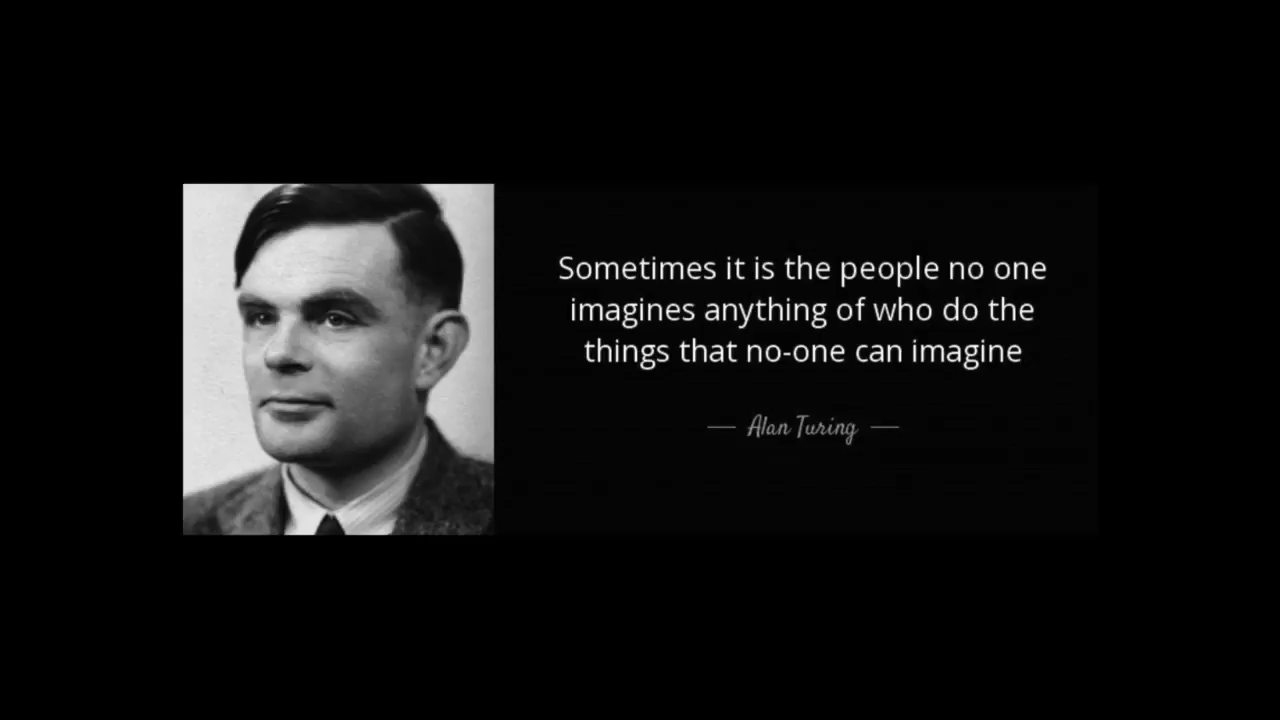 Sometimes it is the people no one
imagines anything of who do the
things that no-one can imagine
— Alan Turing —